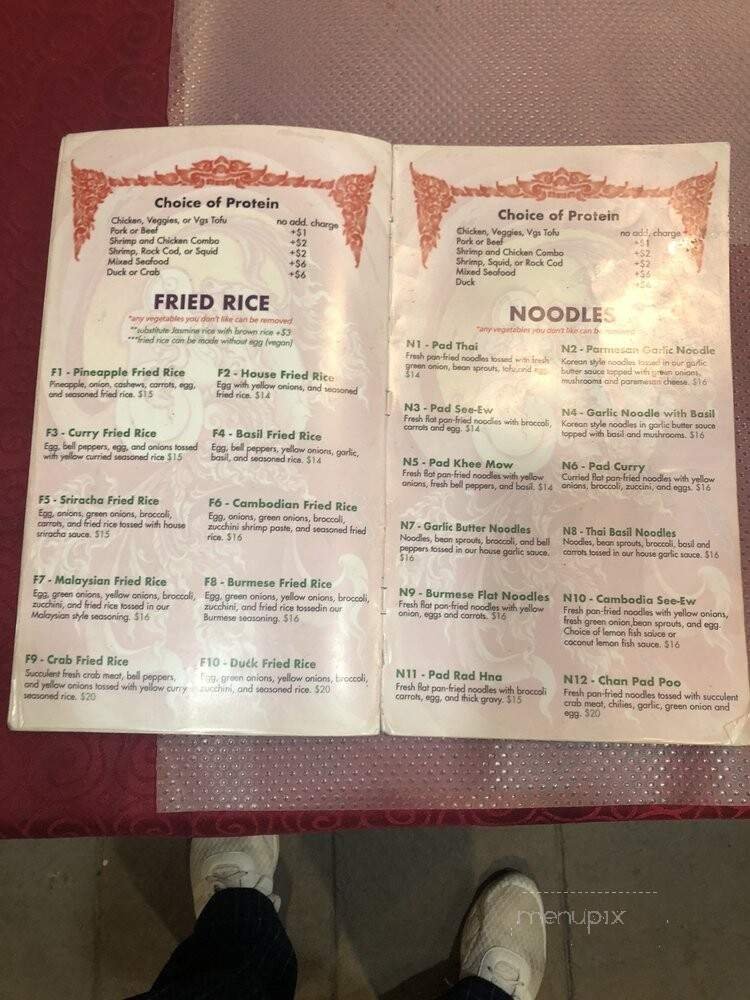 Choice of Protein
Chicken, Veggies, or Vgs Tofu no add. charge
Pork or Beef +$1
Shrimp and Chicken Combo +$2
Shrimp, Rock Cod, or Squid +$2
Mixed Seafood +$6
Duck or Crab +$6
FRIED RICE
*any vegetables you don't like can be removed
**substitute Jasmine rice with brown rice +$3
***fried rice can be made without egg (vegan)
F1 - Pineapple Fried Rice
Pineapple, onion, cashews, carrots, egg,
and seasoned fried rice. $15
F2 - House Fried Rice
Egg with yellow onions, and seasoned
fried rice. $14
F3 - Curry Fried Rice
Egg, bell peppers, egg, and onions tossed
with yellow curried seasoned rice $15
F4 - Basil Fried Rice
Egg, bell peppers, yellow onions, garlic,
basil, and seasoned rice. $14
F5 - Sriracha Fried Rice
Egg, onions, green onions, broccoli,
carrots, and fried rice tossed with house
sriracha sauce. $15
F6 - Cambodian Fried Rice
Egg, onions, green onions, broccoli,
zucchini shrimp paste, and seasoned fried
rice. $16
F7 - Malaysian Fried Rice
Egg, green onions, yellow onions, broccoli,
zucchini, and fried rice tossed in our
Malaysian style seasoning. $16
F8 - Burmese Fried Rice
Egg, green onions, yellow onions, broccoli,
zucchini, and fried rice tossedin our
Burmese seasoning. $16
F9 - Crab Fried Rice
Succulent fresh crab meat, bell peppers,
and yellow onions tossed with yellow curry
seasoned rice. $20
F10 - Duck Fried Rice
Egg, green onions, yellow onions, broccoli,
zucchini, and seasoned rice. $20
Choice of Protein
Chicken, Veggies, Vgs Tofu no add, charge
Pork or Beef +$1
Shrimp and Chicken Combo +$2
Shrimp, Squid, or Rock Cod +$2
Mixed Seafood +$6
Duck +$6
NOODLES
*any vegetables you don't like can be removed
N1 - Pad Thai
Fresh pan-fried noodles tossed with fresh
green onion, bean sprouts, tofu, and egg.
$14
N2 - Parmesan Garlic Noodle
Korean style noodles tossed in our garlic
butter sauce tapped with green onions,
mushrooms and paremesan cheese. $16
N3 - Pad See-Ew
Fresh flat pan-fried noodles with broccoli,
carrots and egg. $14
N4 - Garlic Noodle with Basil
Korean style noodles in garlic butter sauce
topped with basil and mushrooms. $16
N5 - Pad Khee Mow
Fresh flat pan-fried noodles with yellow
onions, fresh bell peppers, and basil. $14
N6 - Pad Curry
Curried flat pan-fried noodles with yellow
onions, broccoli, zuccini, and eggs. $16
N7 - Garlic Butter Noodles
Noodles, bean sprouts, broccoli, and bell
peppers tossed in our house garlic sauce.
$16
N8 - Thai Basil Noodles
Noodles, bean sprouts, broccoli, basil and
carrots tossed in our house garlic sauce. $16
N9 - Burmese Flat Noodles
Fresh flat pan-fried noodles with yellow
onion, eggs and carrots. $16
N10 - Cambodia See-Ew
Fresh pan-fried noodles with yellow onions,
fresh green onion,bean sprouts, and egg.
Choice of lemon fish sauce or
coconut lemon fish sauce. $16
N11 - Pad Rad Hna
Fresh flat pan-fried noodles with broccoli
carrots, egg, and thick gravy. $15
N12 - Chan Pad Poo
Fresh pan-fried noodles tossed with succulent
crab meat, chilies, garlic, green onion and
egg. $20
menupix